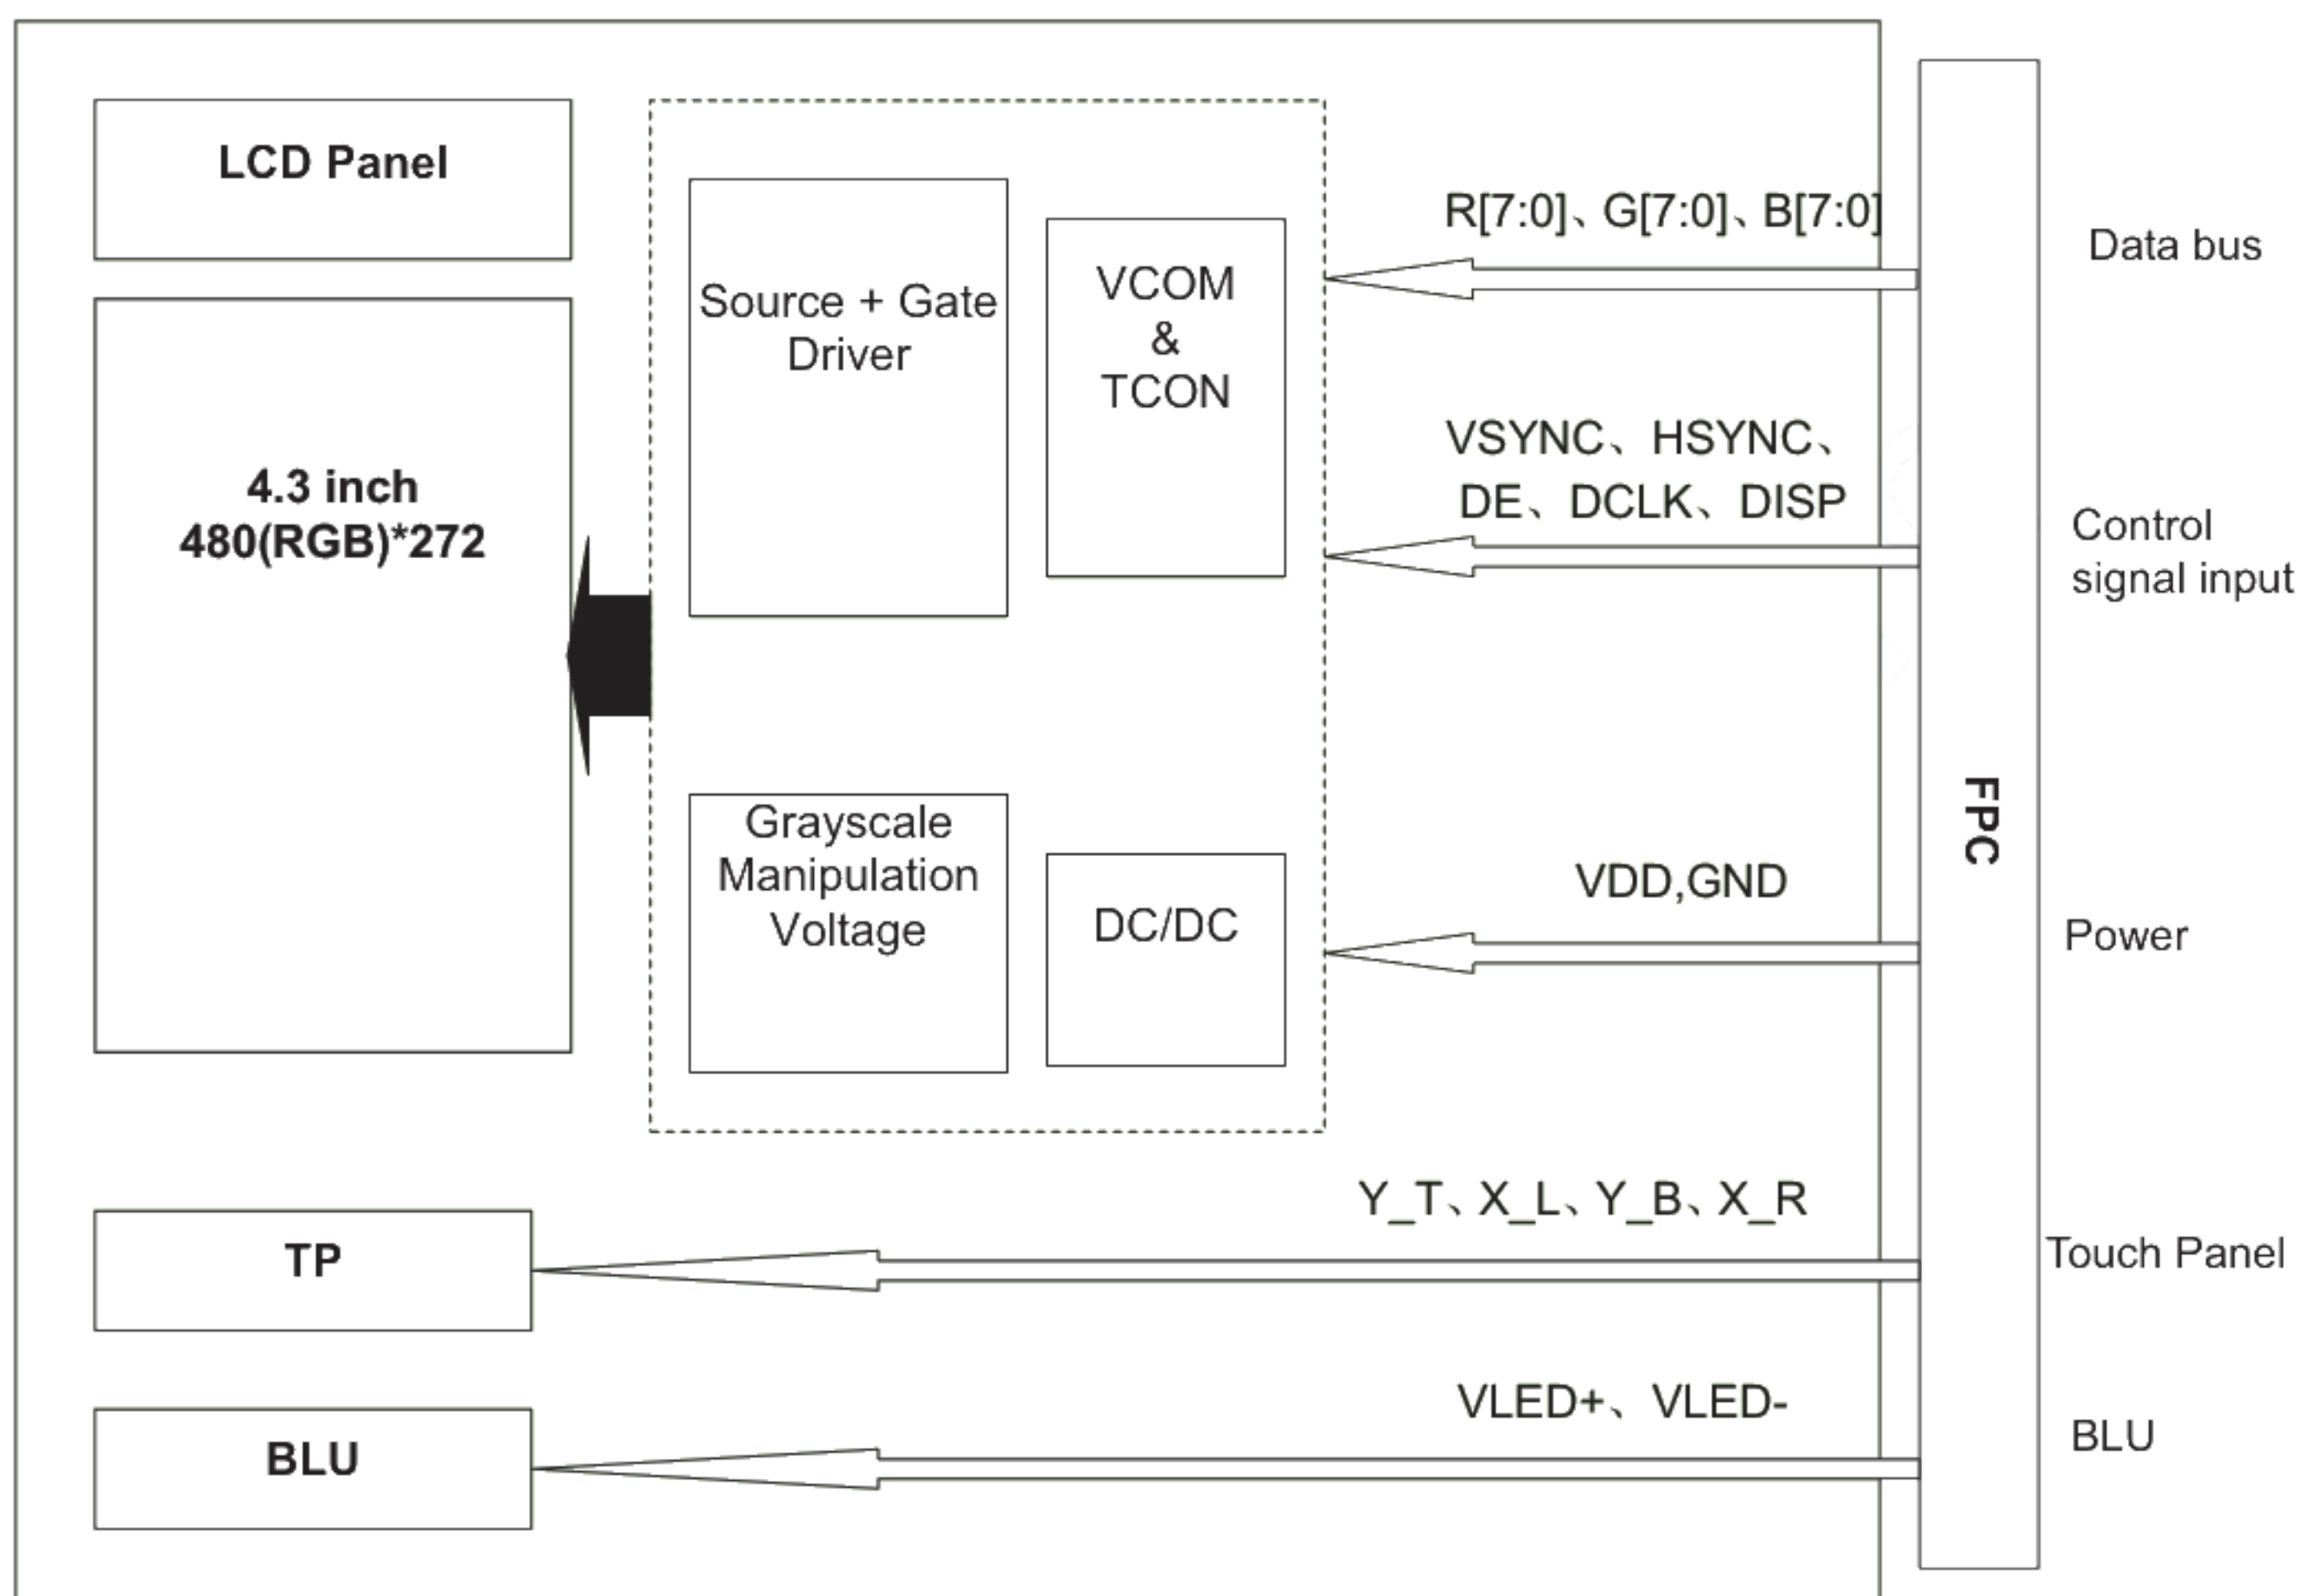 LCD Panel
4.3 inch
480(RGB)*272
Source + Gate
Driver
VCOM
&
TCON
Grayscale
Manipulation
Voltage
DC/DC
R[7:0]、G[7:0]、B[7:0]
Data bus
VSYNC、HSYNC、
DE、DCLK、DISP
Control
signal input
VDD,GND
Power
FPC
Y_T、X_L、Y_B、X_R
Touch Panel
TP
VLED+、VLED-
BLU
BLU